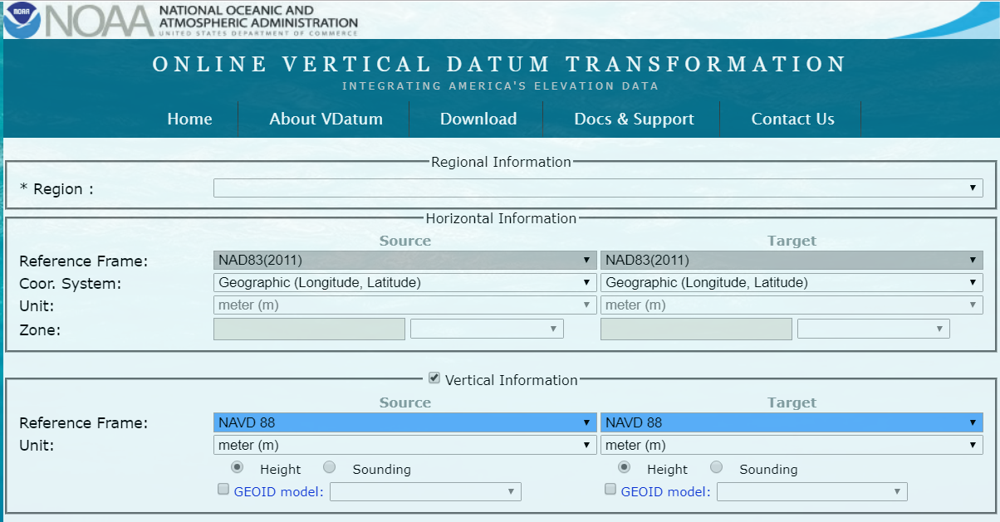 NOAA
NOAA
NATIONAL OCEANIC AND
ATMOSPHERIC ADMINISTRATION
UNITED STATES DEPARTMENT OF COMMERCE
ONLINE VERTICAL DATUM TRANSFORMATION
INTEGRATING AMERICA'S ELEVATION DATA
Home About VDatum Download Docs & Support Contact Us
Regional Information
* Region :
Horizontal Information
Source Target
Reference Frame: NAD83(2011) NAD83(2011)
Coor. System: Geographic (Longitude, Latitude) Geographic (Longitude, Latitude)
Unit: meter (m) meter (m)
Zone:
Vertical Information
Source Target
Reference Frame: NAVD 88 NAVD 88
Unit: meter (m) meter (m)
Height Sounding Height Sounding
GEOID model: GEOID model: